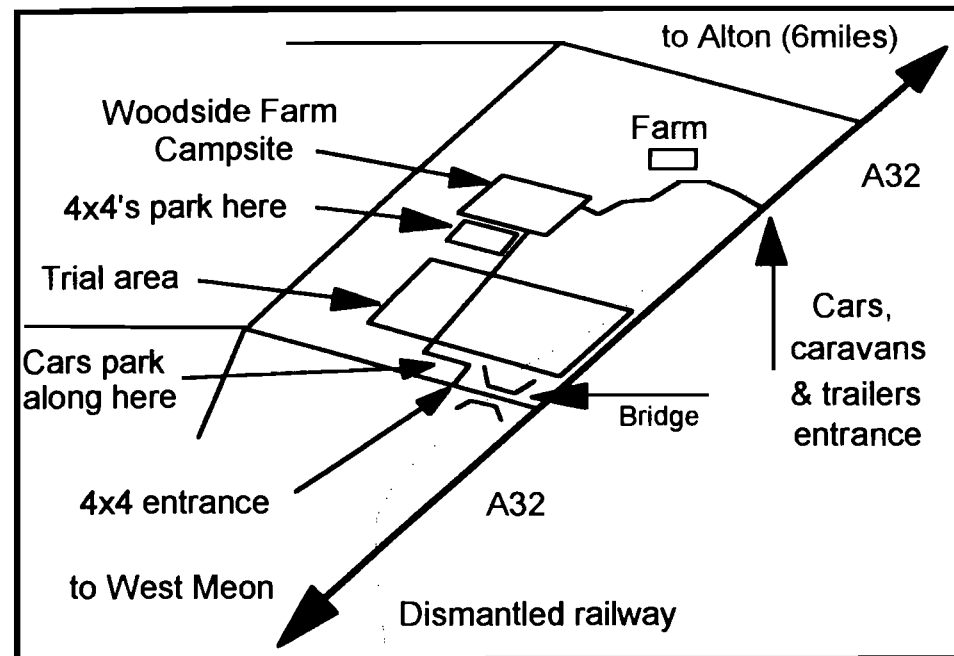 to Alton (6miles)
Woodside Farm
Campsite
Farm
A32
4x4's park here
Trial area
Cars,
caravans
& trailers
entrance
Cars park
along here
Bridge
4x4 entrance
A32
to West Meon
Dismantled railway